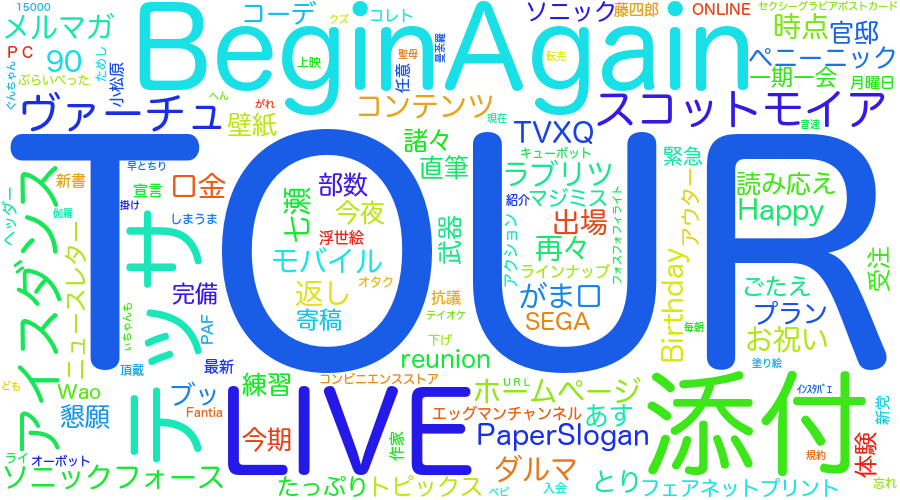 15000
メルマガ
コーデ
クズ
コレト
ソニック
藤四郎
ONLINE
セクシーグラビアポストカード
時点
官邸
BeginAgain
ＰＣ
90
ためし
小松原
上映
聖母
曼荼羅
任意
転売
ペニーニック
一期一会
月曜日
ぐんちゃん
ぶらいべった
へん
がれ
ヴァーチュ
壁紙
コンテンツ
現在
スコットモイア
音速
TVXQ
諸々
直筆
キューポット
ラブリツ
緊急
早とちり
新書
宣言
口金
部数
七瀬
今夜
紹介
マジミス
出場
読み応え
Happy
アウター
ヘッダー
伽羅
掛け
しまうま
浮世絵
武器
アクション
再々
フォスフォフィライト
TOUR
アイスダンス
ニュースレター
デッサ
モバイル
オタク
ラインナップ
受注
完備
返し
抗議
がま口
Birthday
ごたえ
いちゃんも
PAF
寄稿
テイオケ
SEGA
毎朝
プラン
お祝い
下げ
reunion
塗り絵
頂戴
最新
練習
コンビニエンスストア
ＵＲＬ
ホームページ
ども
Wao
ブッ
懇願
Fantia
LIVE
今期
エッグマンチャンネル
あす
添付
ｲﾝｽﾀﾊﾞｴ
新党
作家
PaperSlogan
体験
規約
ライ
オーボット
ソニックフォース
たっぷり
トピックス
ダルマ
ベビ
入会
とり
フェアネットプリント
忘れ